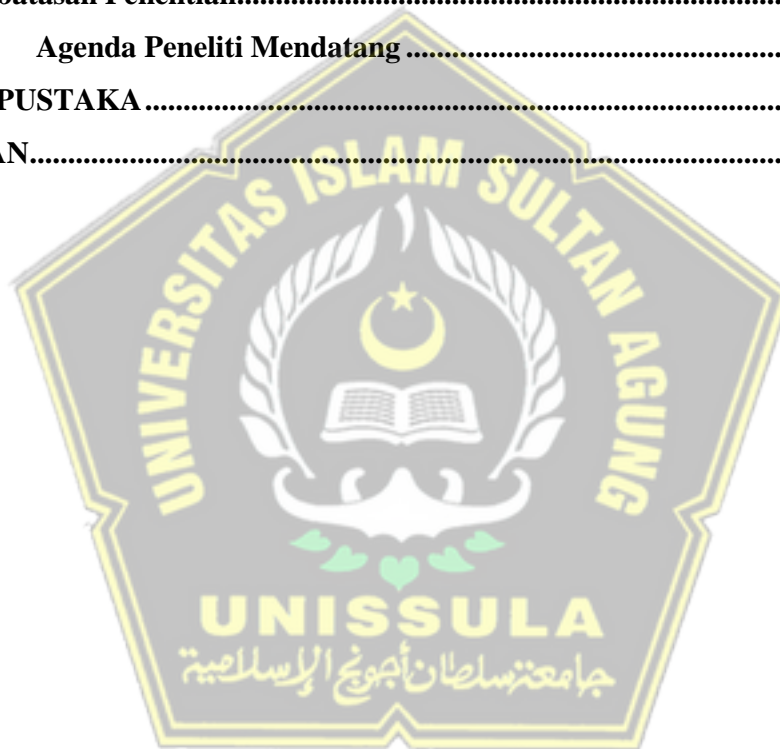 batasan Penelitian
Agenda Peneliti Mendatang
PUSTAKA
AN
UNIVERSITAS ISLAM SULTAN AGUNG
UNISSULA
جامعة سلطان أجونج الإسلامية